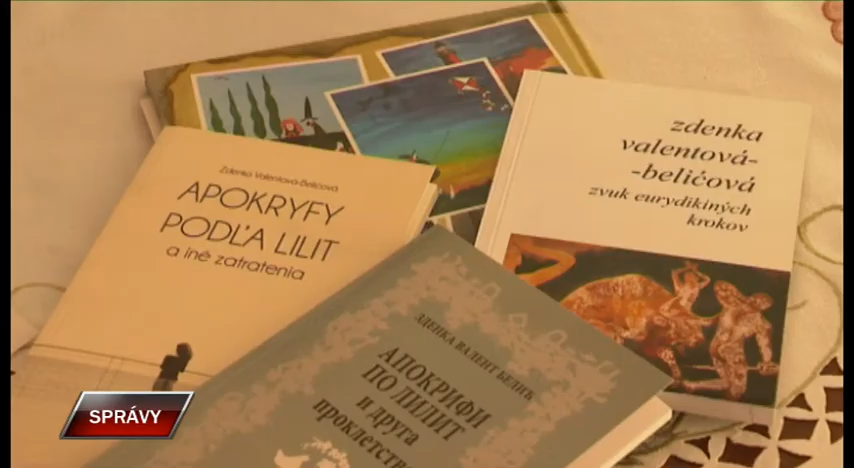 zdenka
valentová-
-belićová
zvuk eurydikiných
krokov
Zdenka Valentová-Belićová
APOKRYFY
PODĽA LILIT
a iné zatratenia
ЗДЕНКА ВАЛЕНТ БЕЛИЋ
АПОКРИФИ
ПО ЛИЛИТ
и друга
проклетств
SPRÁVY